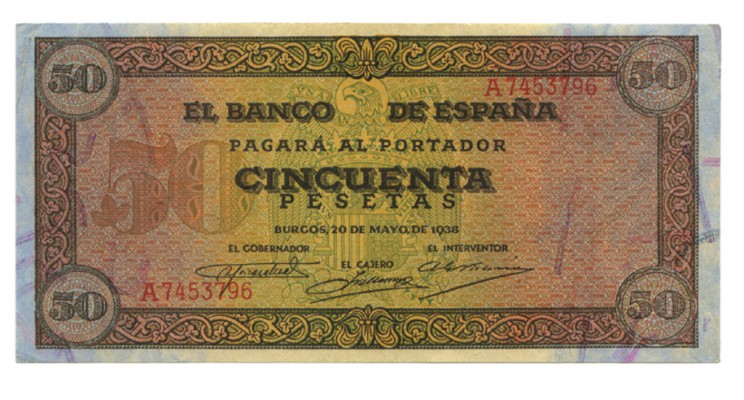 50 50
A7453796
EL BANCO DE ESPAÑA
PAGARÁ AL PORTADOR
50 CINCUENTA
PESETAS
BURGOS, 20 DE MAYO, DE 1938
EL GOBERNADOR EL CAJERO EL INTERVENTOR
A7453796
50 50